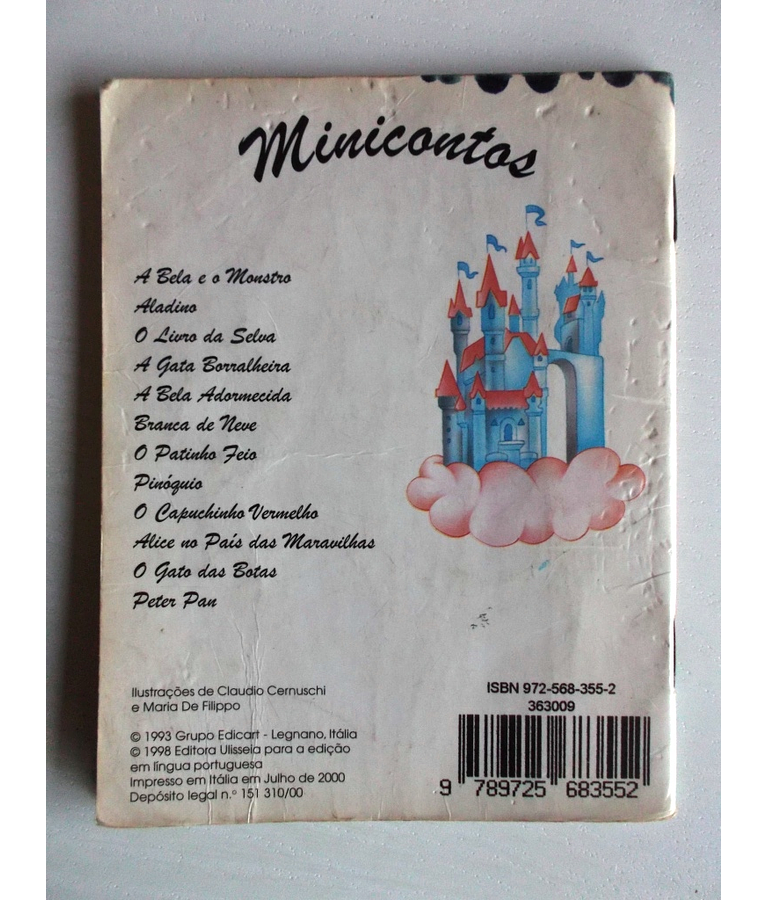 Minicontos
A Bela e o Monstro
Aladino
O Livro da Selva
A Gata Borralheira
A Bela Adormecida
Branca de Neve
O Patinho Feio
Pinóquio
O Capuchinho Vermelho
Alice no País das Maravilhas
O Gato das Botas
Peter Pan
Ilustrações de Claudio Cernuschi
e Maria De Filippo
© 1993 Grupo Edicart - Legnano, Itália
© 1998 Editora Ulisseia para a edição
em língua portuguesa
Impresso em Itália em Julho de 2000
Depósito legal n.º 151 310/00
ISBN 972-568-355-2
363009
9 789725 683552